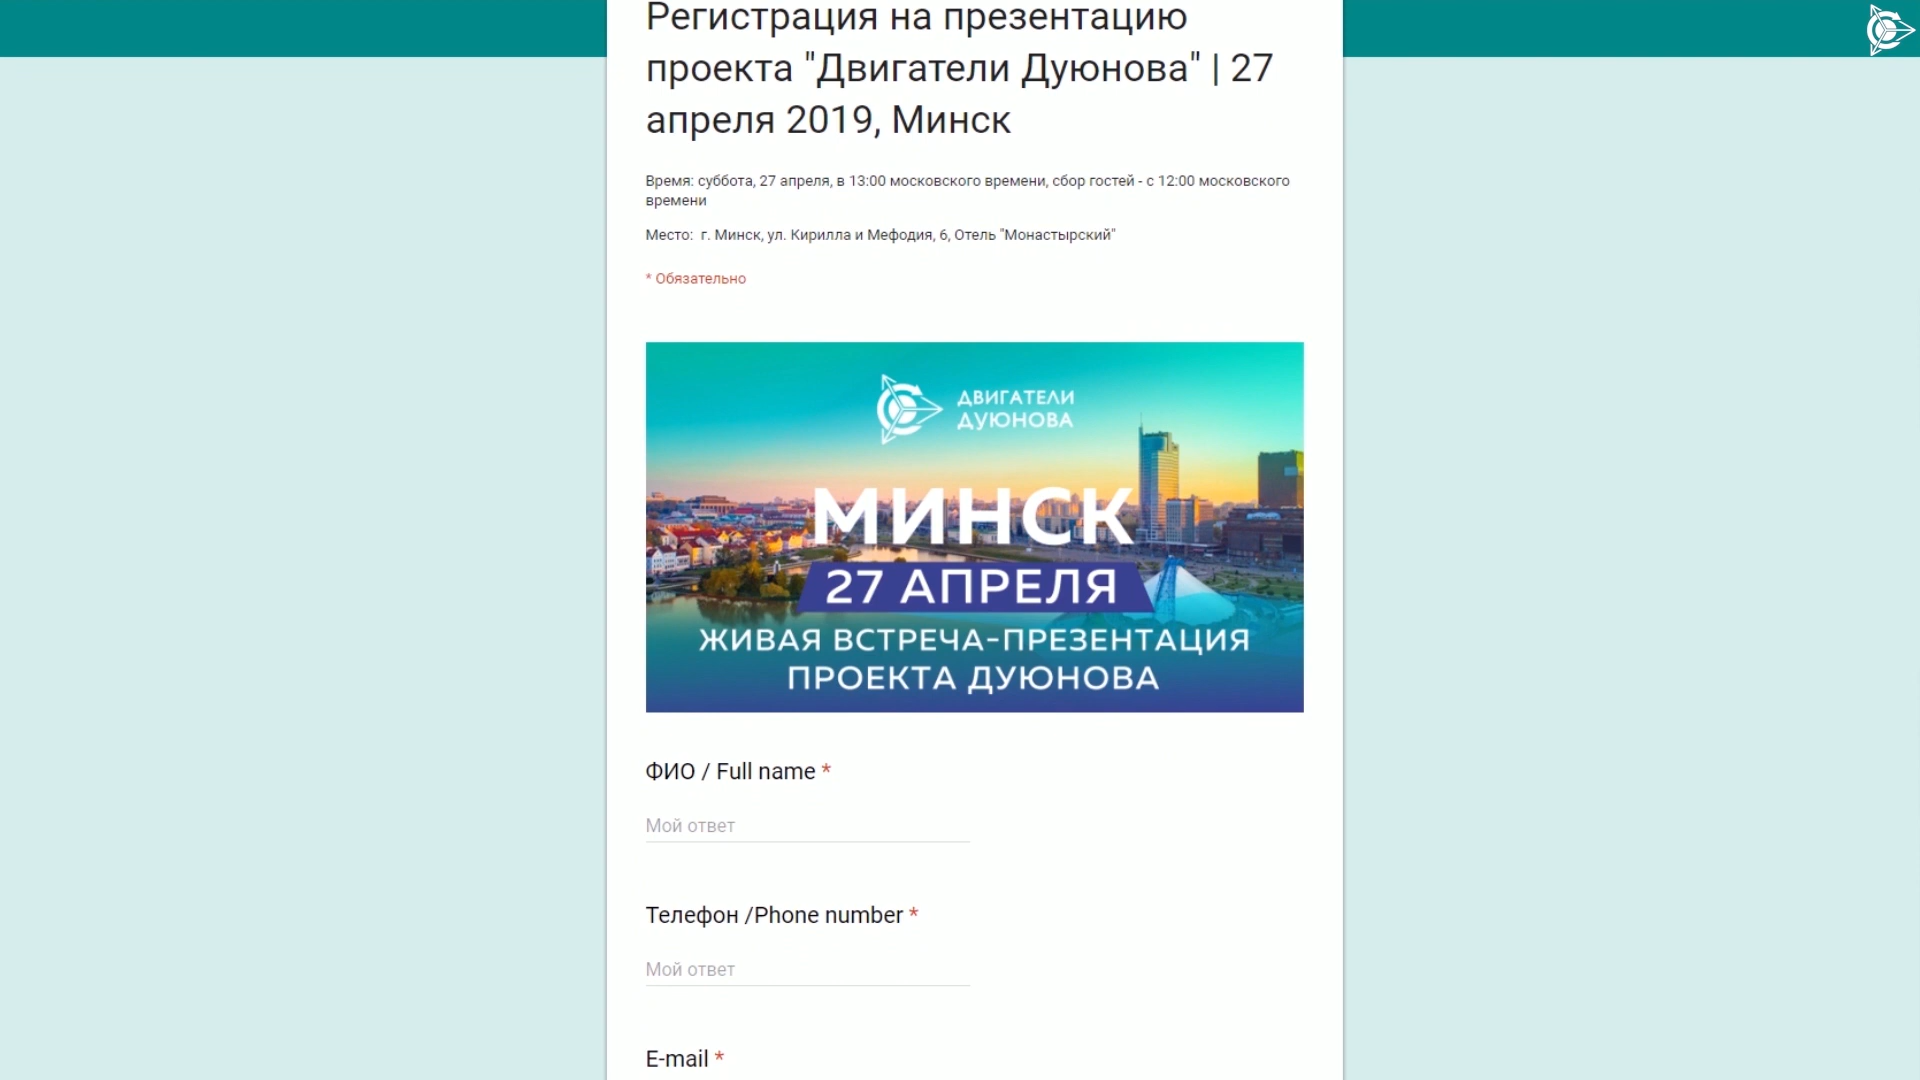 Регистрация на презентацию
проекта "Двигатели Дуюнова" | 27
апреля 2019, Минск
Время: суббота, 27 апреля, в 13:00 московского времени, сбор гостей - с 12:00 московского
времени
Место: г. Минск, ул. Кирилла и Мефодия, 6, Отель "Монастырский"
* Обязательно
ДВИГАТЕЛИ
ДУЮНОВА
МИНСК
27 АПРЕЛЯ
ЖИВАЯ ВСТРЕЧА-ПРЕЗЕНТАЦИЯ
ПРОЕКТА ДУЮНОВА
ФИО / Full name *
Мой ответ
Телефон /Phone number *
Мой ответ
E-mail *